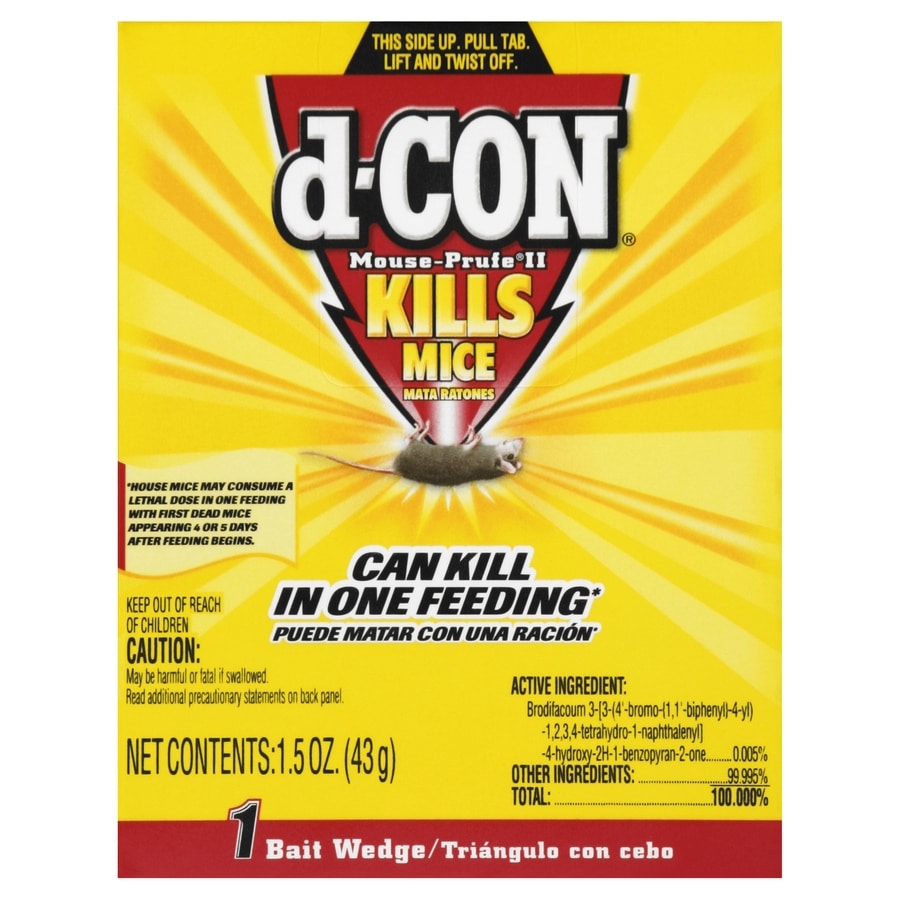 THIS SIDE UP. PULL TAB.
LIFT AND TWIST OFF.
d-CON®
Mouse-Prufe® II
KILLS
MICE
MATA RATONES
*HOUSE MICE MAY CONSUME A
LETHAL DOSE IN ONE FEEDING
WITH FIRST DEAD MICE
APPEARING 4 OR 5 DAYS
AFTER FEEDING BEGINS.
CAN KILL
IN ONE FEEDING*
PUEDE MATAR CON UNA RACIÓN*
KEEP OUT OF REACH
OF CHILDREN
CAUTION:
May be harmful or fatal if swallowed.
Read additional precautionary statements on back panel.
NET CONTENTS:1.5 OZ. (43 g)
ACTIVE INGREDIENT:
Brodifacoum 3-[3-(4'-bromo-(1,1'-biphenyl)-4-yl)
-1,2,3,4-tetrahydro-1-naphthalenyl]
-4-hydroxy-2H-1-benzopyran-2-one..........0.005%
OTHER INGREDIENTS: ..........................99.995%
TOTAL: ..........................................100.000%
1 Bait Wedge/Triángulo con cebo